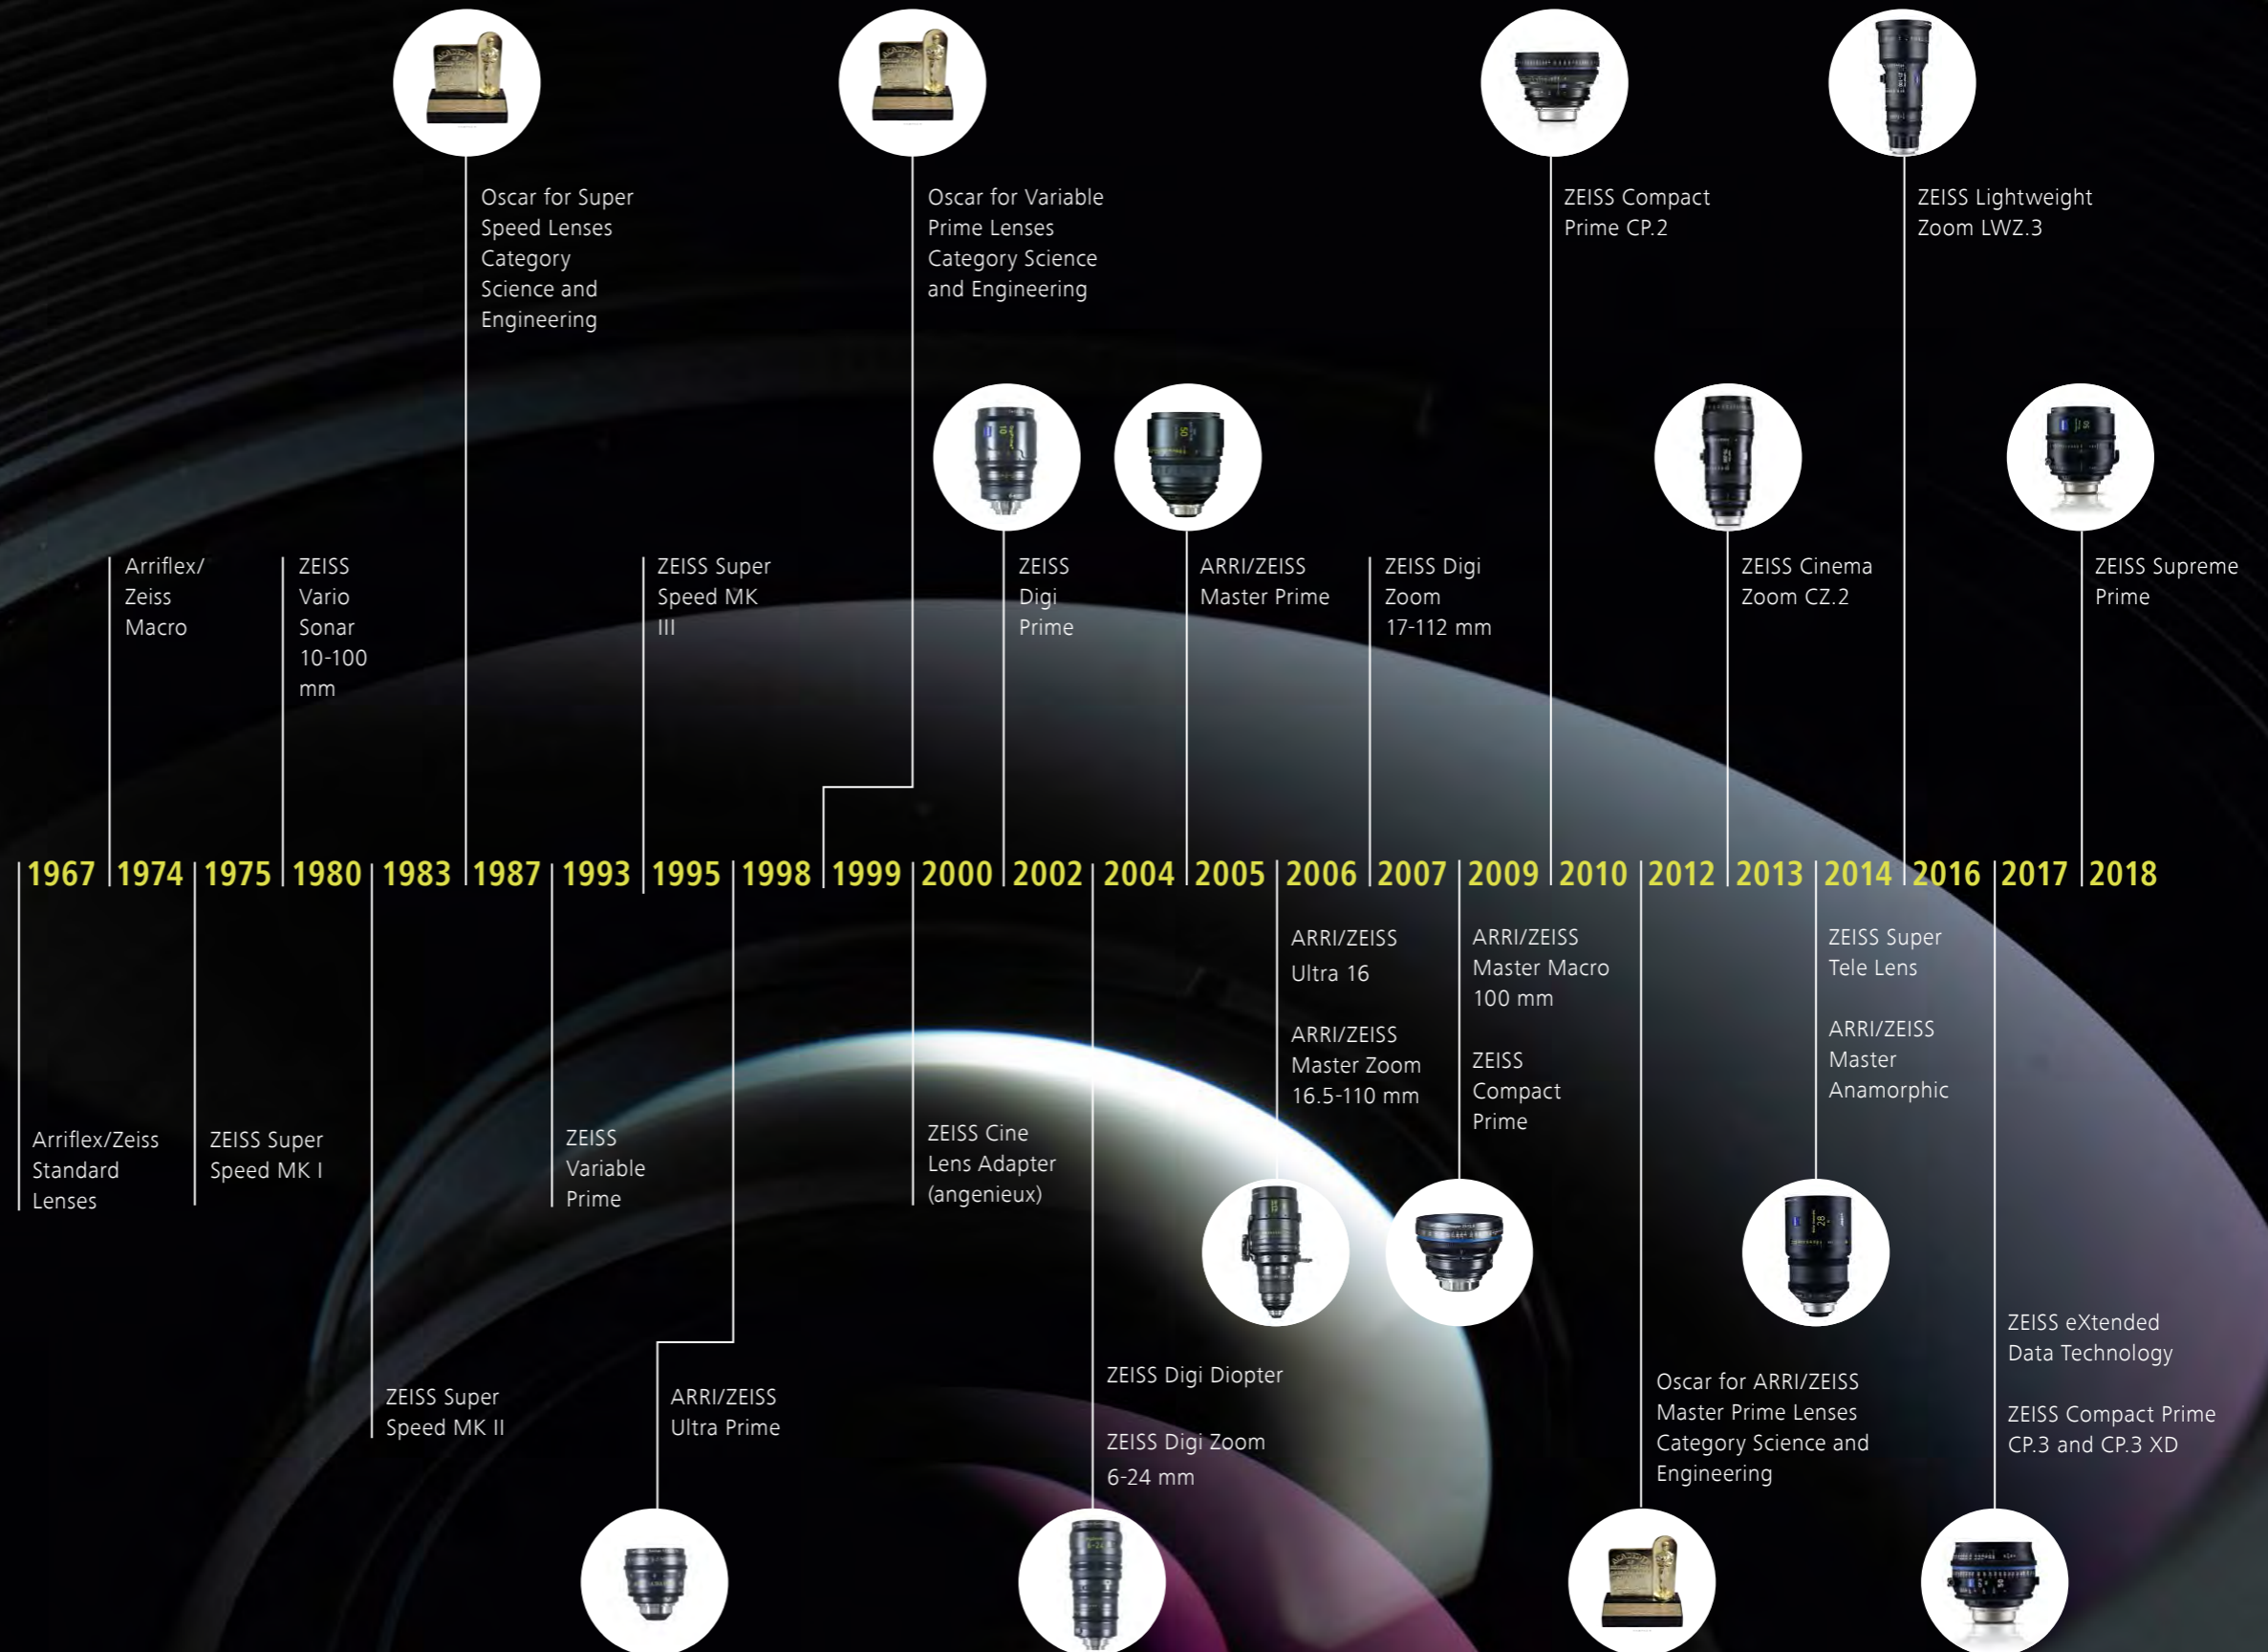 Oscar for Super
Speed Lenses
Category
Science and
Engineering
Oscar for Variable
Prime Lenses
Category Science
and Engineering
ZEISS Compact
Prime CP.2
ZEISS Lightweight
Zoom LWZ.3
Arriflex/
Zeiss
Macro
ZEISS
Vario
Sonar
10-100
mm
ZEISS Super
Speed MK
III
ZEISS
Digi
Prime
ARRI/ZEISS
Master Prime
ZEISS Digi
Zoom
17-112 mm
ZEISS Cinema
Zoom CZ.2
ZEISS Supreme
Prime
1967 1974 1975 1980 1983 1987 1993 1995 1998 1999 2000 2002 2004 2005 2006 2007 2009 2010 2012 2013 2014 2016 2017 2018
Arriflex/Zeiss
Standard
Lenses
ZEISS Super
Speed MK I
ZEISS Super
Speed MK II
ZEISS
Variable
Prime
ARRI/ZEISS
Ultra Prime
ZEISS Cine
Lens Adapter
(angenieux)
ZEISS Digi Diopter
ZEISS Digi Zoom
6-24 mm
ARRI/ZEISS
Ultra 16
ARRI/ZEISS
Master Zoom
16.5-110 mm
ARRI/ZEISS
Master Macro
100 mm
ZEISS
Compact
Prime
Oscar for ARRI/ZEISS
Master Prime Lenses
Category Science and
Engineering
ZEISS Super
Tele Lens
ARRI/ZEISS
Master
Anamorphic
ZEISS eXtended
Data Technology
ZEISS Compact Prime
CP.3 and CP.3 XD